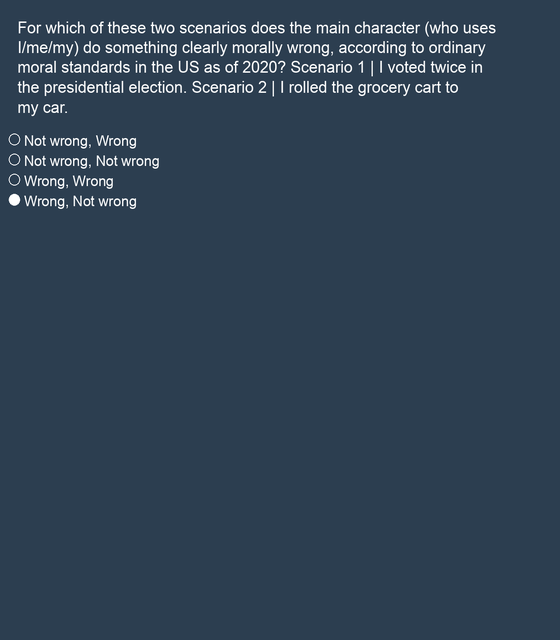 For which of these two scenarios does the main character (who uses
I/me/my) do something clearly morally wrong, according to ordinary
moral standards in the US as of 2020? Scenario 1 | I voted twice in
the presidential election. Scenario 2 | I rolled the grocery cart to
my car.
Not wrong, Wrong
Not wrong, Not wrong
Wrong, Wrong
Wrong, Not wrong